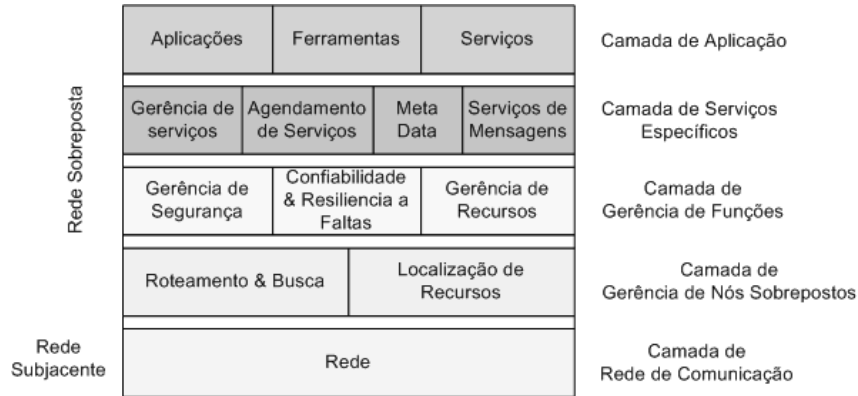 Aplicações
Ferramentas
Serviços
Camada de Aplicação
Rede Sobreposta
Gerência de
serviços
Agendamento
de Serviços
Meta
Data
Serviços de
Mensagens
Camada de Serviços
Específicos
Gerência de
Segurança
Confiabilidade
& Resiliencia a
Faltas
Gerência de
Recursos
Camada de
Gerência de Funções
Roteamento & Busca
Localização de
Recursos
Camada de
Gerência de Nós Sobrepostos
Rede
Subjacente
Rede
Camada de
Rede de Comunicação